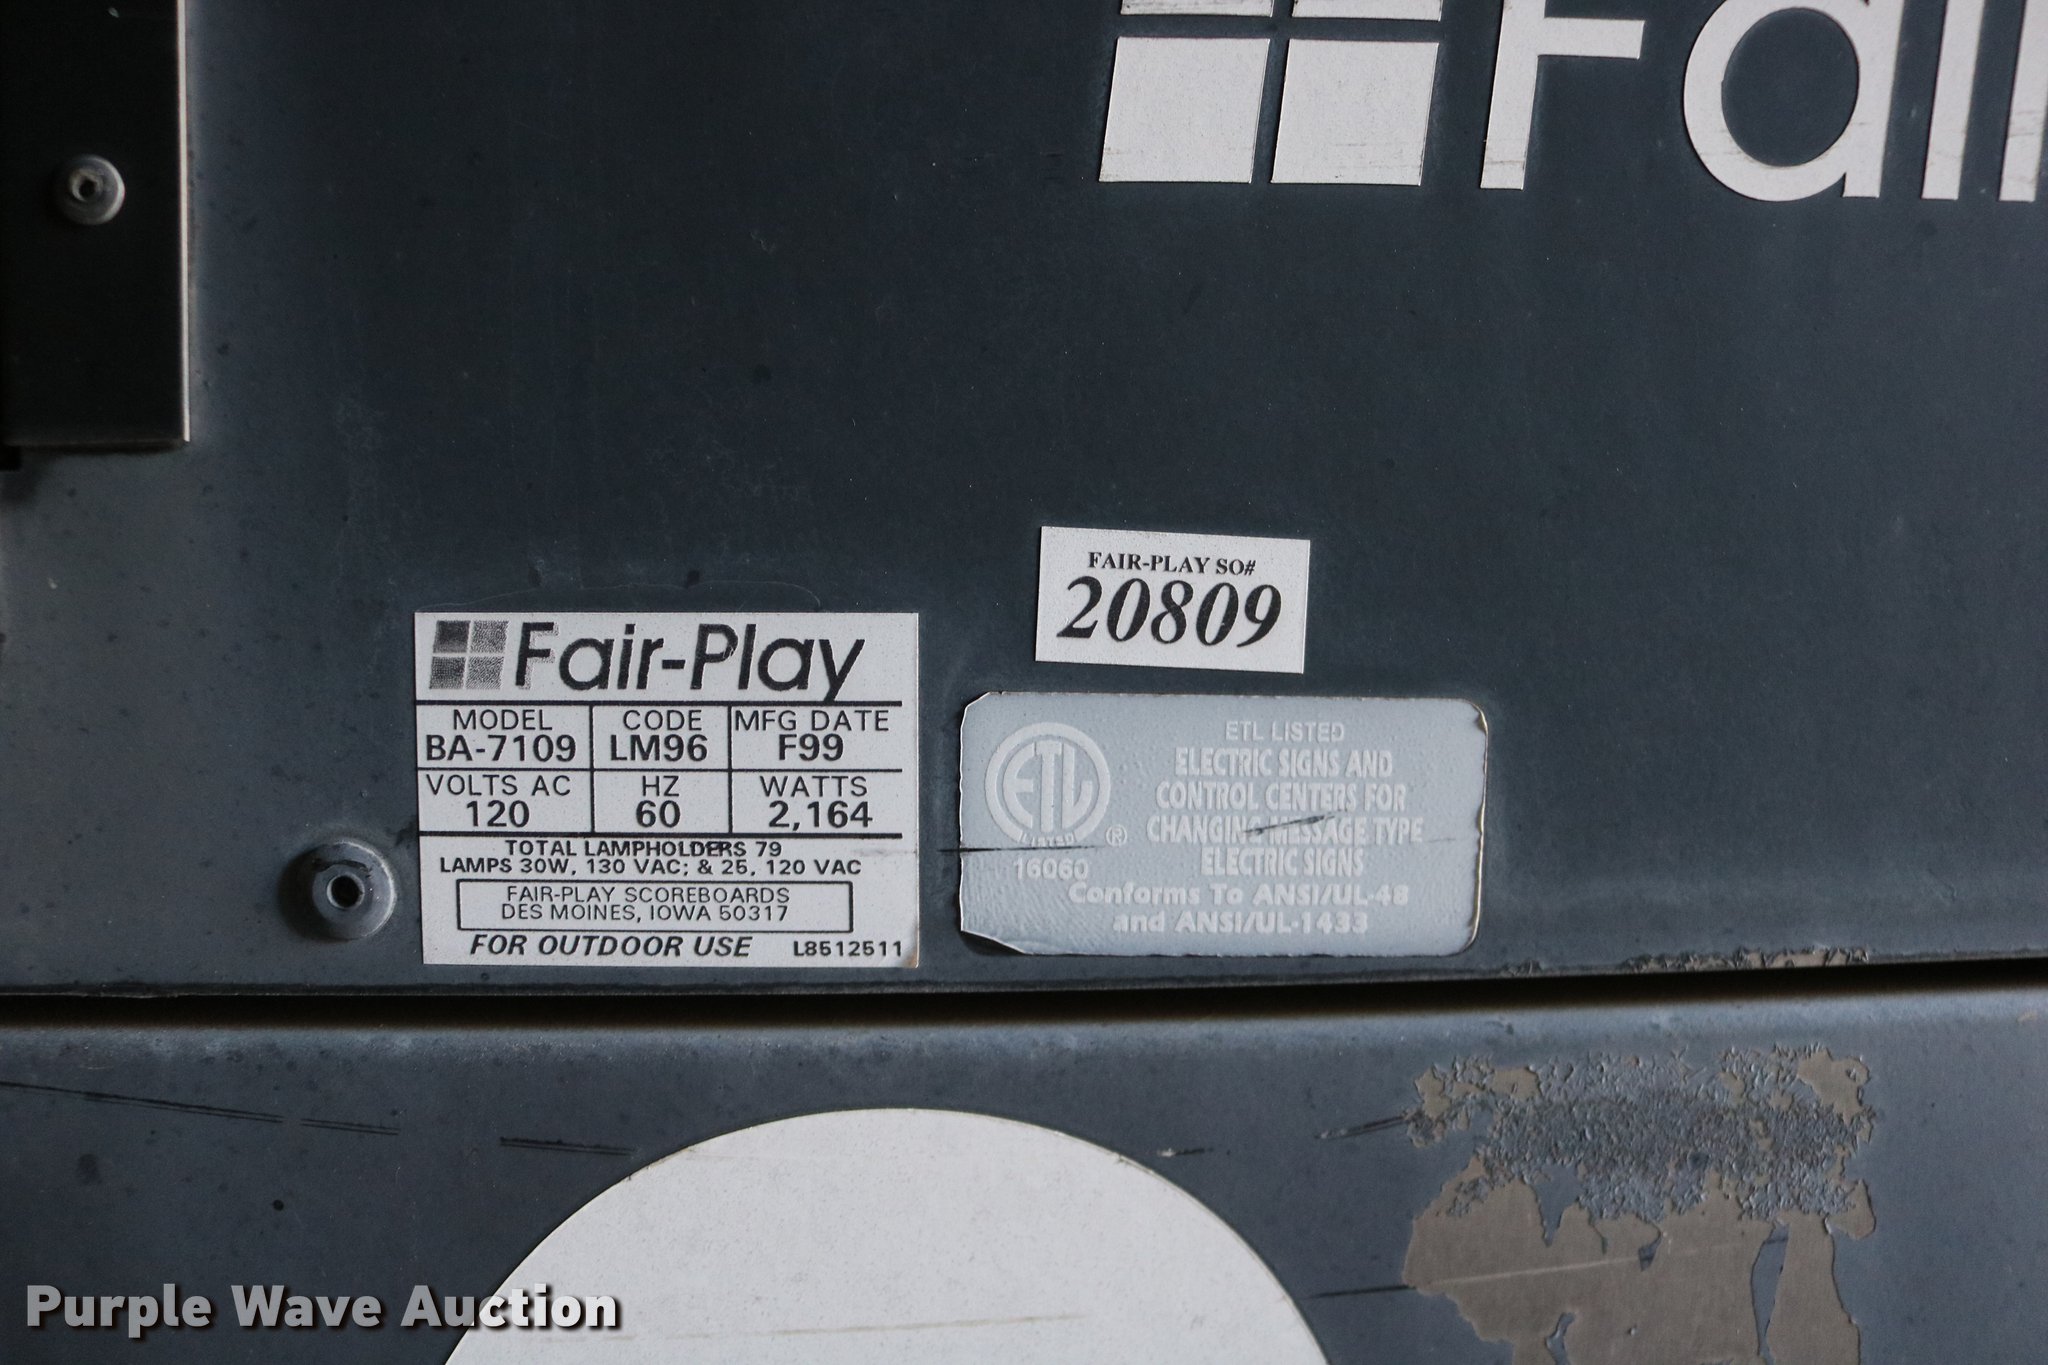 Fai
FAIR-PLAY SO#
20809
Fair-Play
MODEL CODE MFG DATE
BA-7109 LM96 F99
VOLTS AC HZ WATTS
120 60 2,164
TOTAL LAMPHOLDERS 79
LAMPS 30W, 130 VAC; & 25, 120 VAC
FAIR-PLAY SCOREBOARDS
DES MOINES, IOWA 50317
FOR OUTDOOR USE L8512511
ETL LISTED ®
16060
ETL LISTED
ELECTRIC SIGNS AND
CONTROL CENTERS FOR
CHANGING MESSAGE TYPE
ELECTRIC SIGNS
Conforms To ANSI/UL-48
and ANSI/UL-1433
Purple Wave Auction